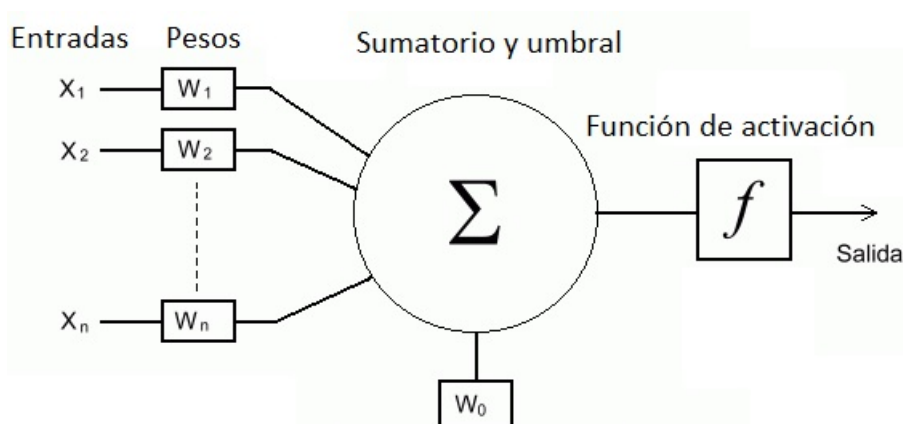 Entradas Pesos Sumatorio y umbral
X₁ W₁
Función de activación
X₂ W₂
Σ f
Salida
Xₙ Wₙ
W₀